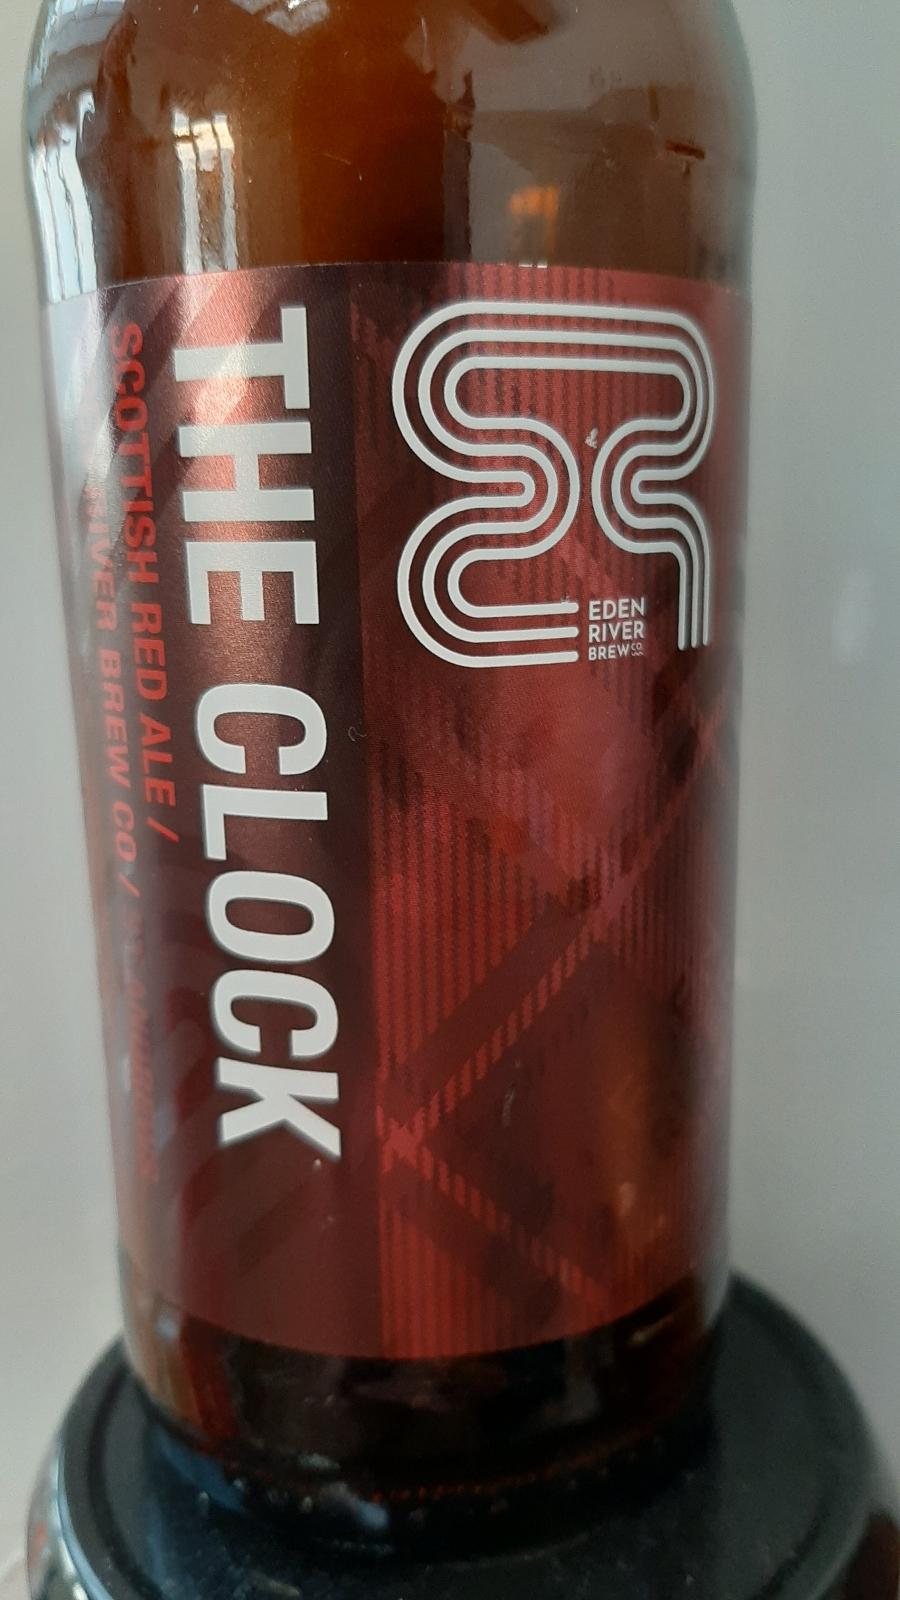 EDEN
RIVER
BREW CO.
THE CLOCK
SCOTTISH RED ALE /
RIVER BREW CO /